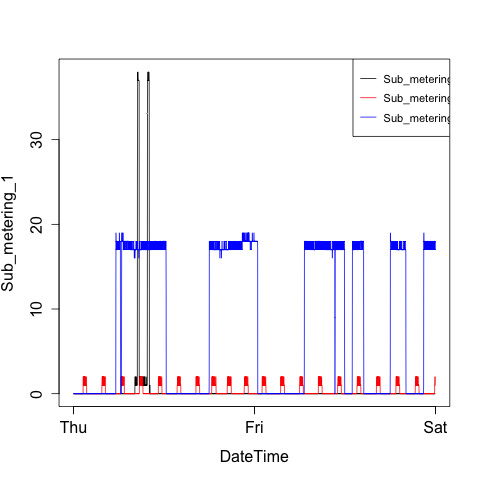 Sub_metering
Sub_metering
Sub_metering
Sub_metering_1
30
20
10
0
Thu
Fri
Sat
DateTime